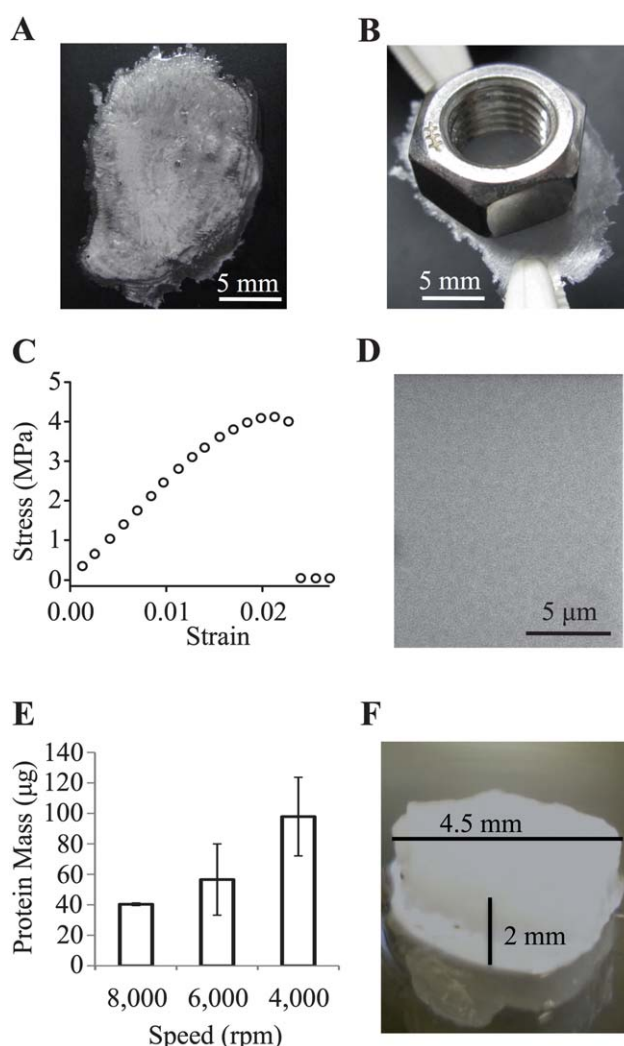 A
B
5 mm
5 mm
C
D
5
4
3
2
1
0
Stress (MPa)
0.00
0.01
0.02
Strain
5 μm
E
F
140
120
100
80
60
40
20
0
Protein Mass (μg)
8,000
6,000
4,000
Speed (rpm)
4.5 mm
2 mm